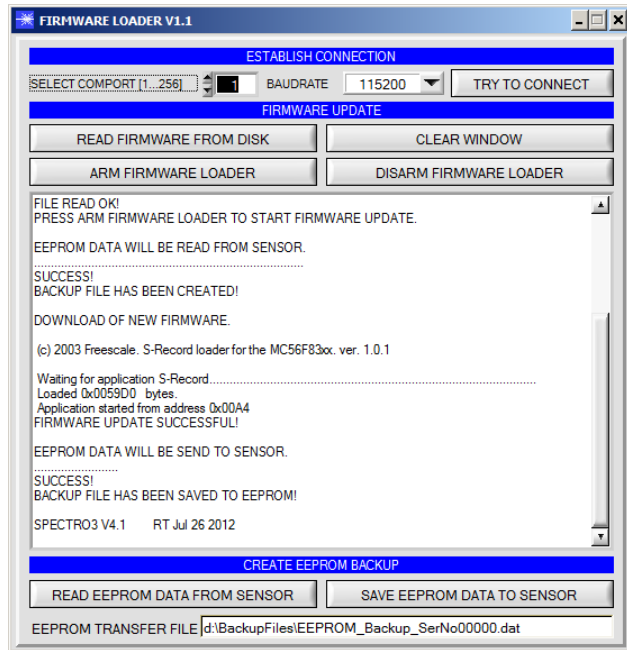 FIRMWARE LOADER V1.1
ESTABLISH CONNECTION
SELECT COMPORT [1...256] 1 BAUDRATE 115200 TRY TO CONNECT
FIRMWARE UPDATE
READ FIRMWARE FROM DISK CLEAR WINDOW
ARM FIRMWARE LOADER DISARM FIRMWARE LOADER
FILE READ OK!
PRESS ARM FIRMWARE LOADER TO START FIRMWARE UPDATE.
EEPROM DATA WILL BE READ FROM SENSOR.
................................................................................
SUCCESS!
BACKUP FILE HAS BEEN CREATED!
DOWNLOAD OF NEW FIRMWARE.
(c) 2003 Freescale. S-Record loader for the MC56F83xx. ver. 1.0.1
Waiting for application S-Record..................................................................................................
Loaded 0x0059D0 bytes.
Application started from address 0x00A4
FIRMWARE UPDATE SUCCESSFUL!
EEPROM DATA WILL BE SEND TO SENSOR.
.........................
SUCCESS!
BACKUP FILE HAS BEEN SAVED TO EEPROM!
SPECTRO3 V4.1 RT Jul 26 2012
CREATE EEPROM BACKUP
READ EEPROM DATA FROM SENSOR SAVE EEPROM DATA TO SENSOR
EEPROM TRANSFER FILE d:\BackupFiles\EEPROM_Backup_SerNo00000.dat